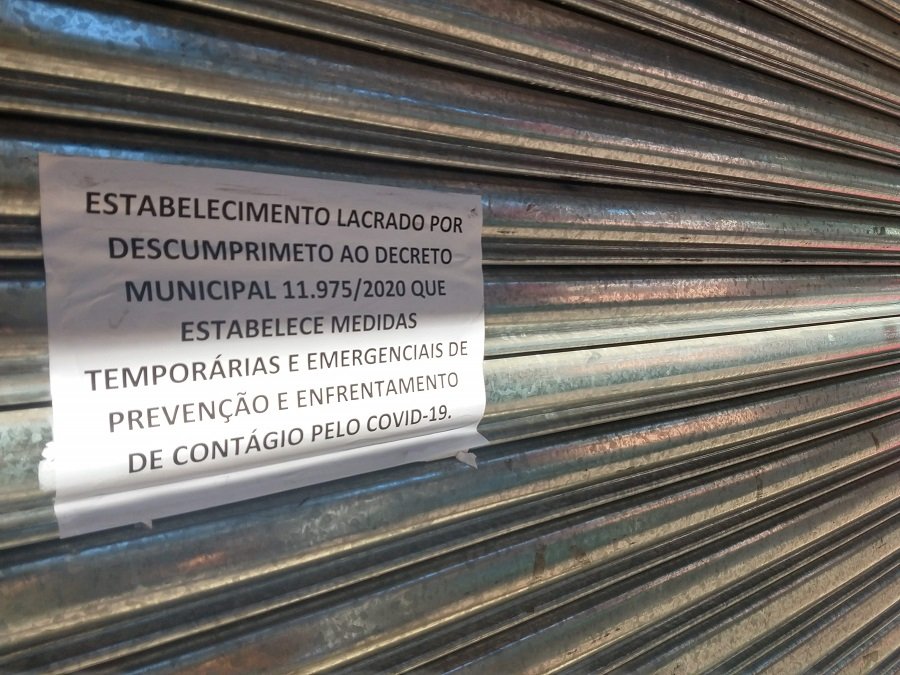 ESTABELECIMENTO LACRADO POR
DESCUMPRIMETO AO DECRETO
MUNICIPAL 11.975/2020 QUE
ESTABELECE MEDIDAS
TEMPORÁRIAS E EMERGENCIAIS DE
PREVENÇÃO E ENFRENTAMENTO
DE CONTÁGIO PELO COVID-19.